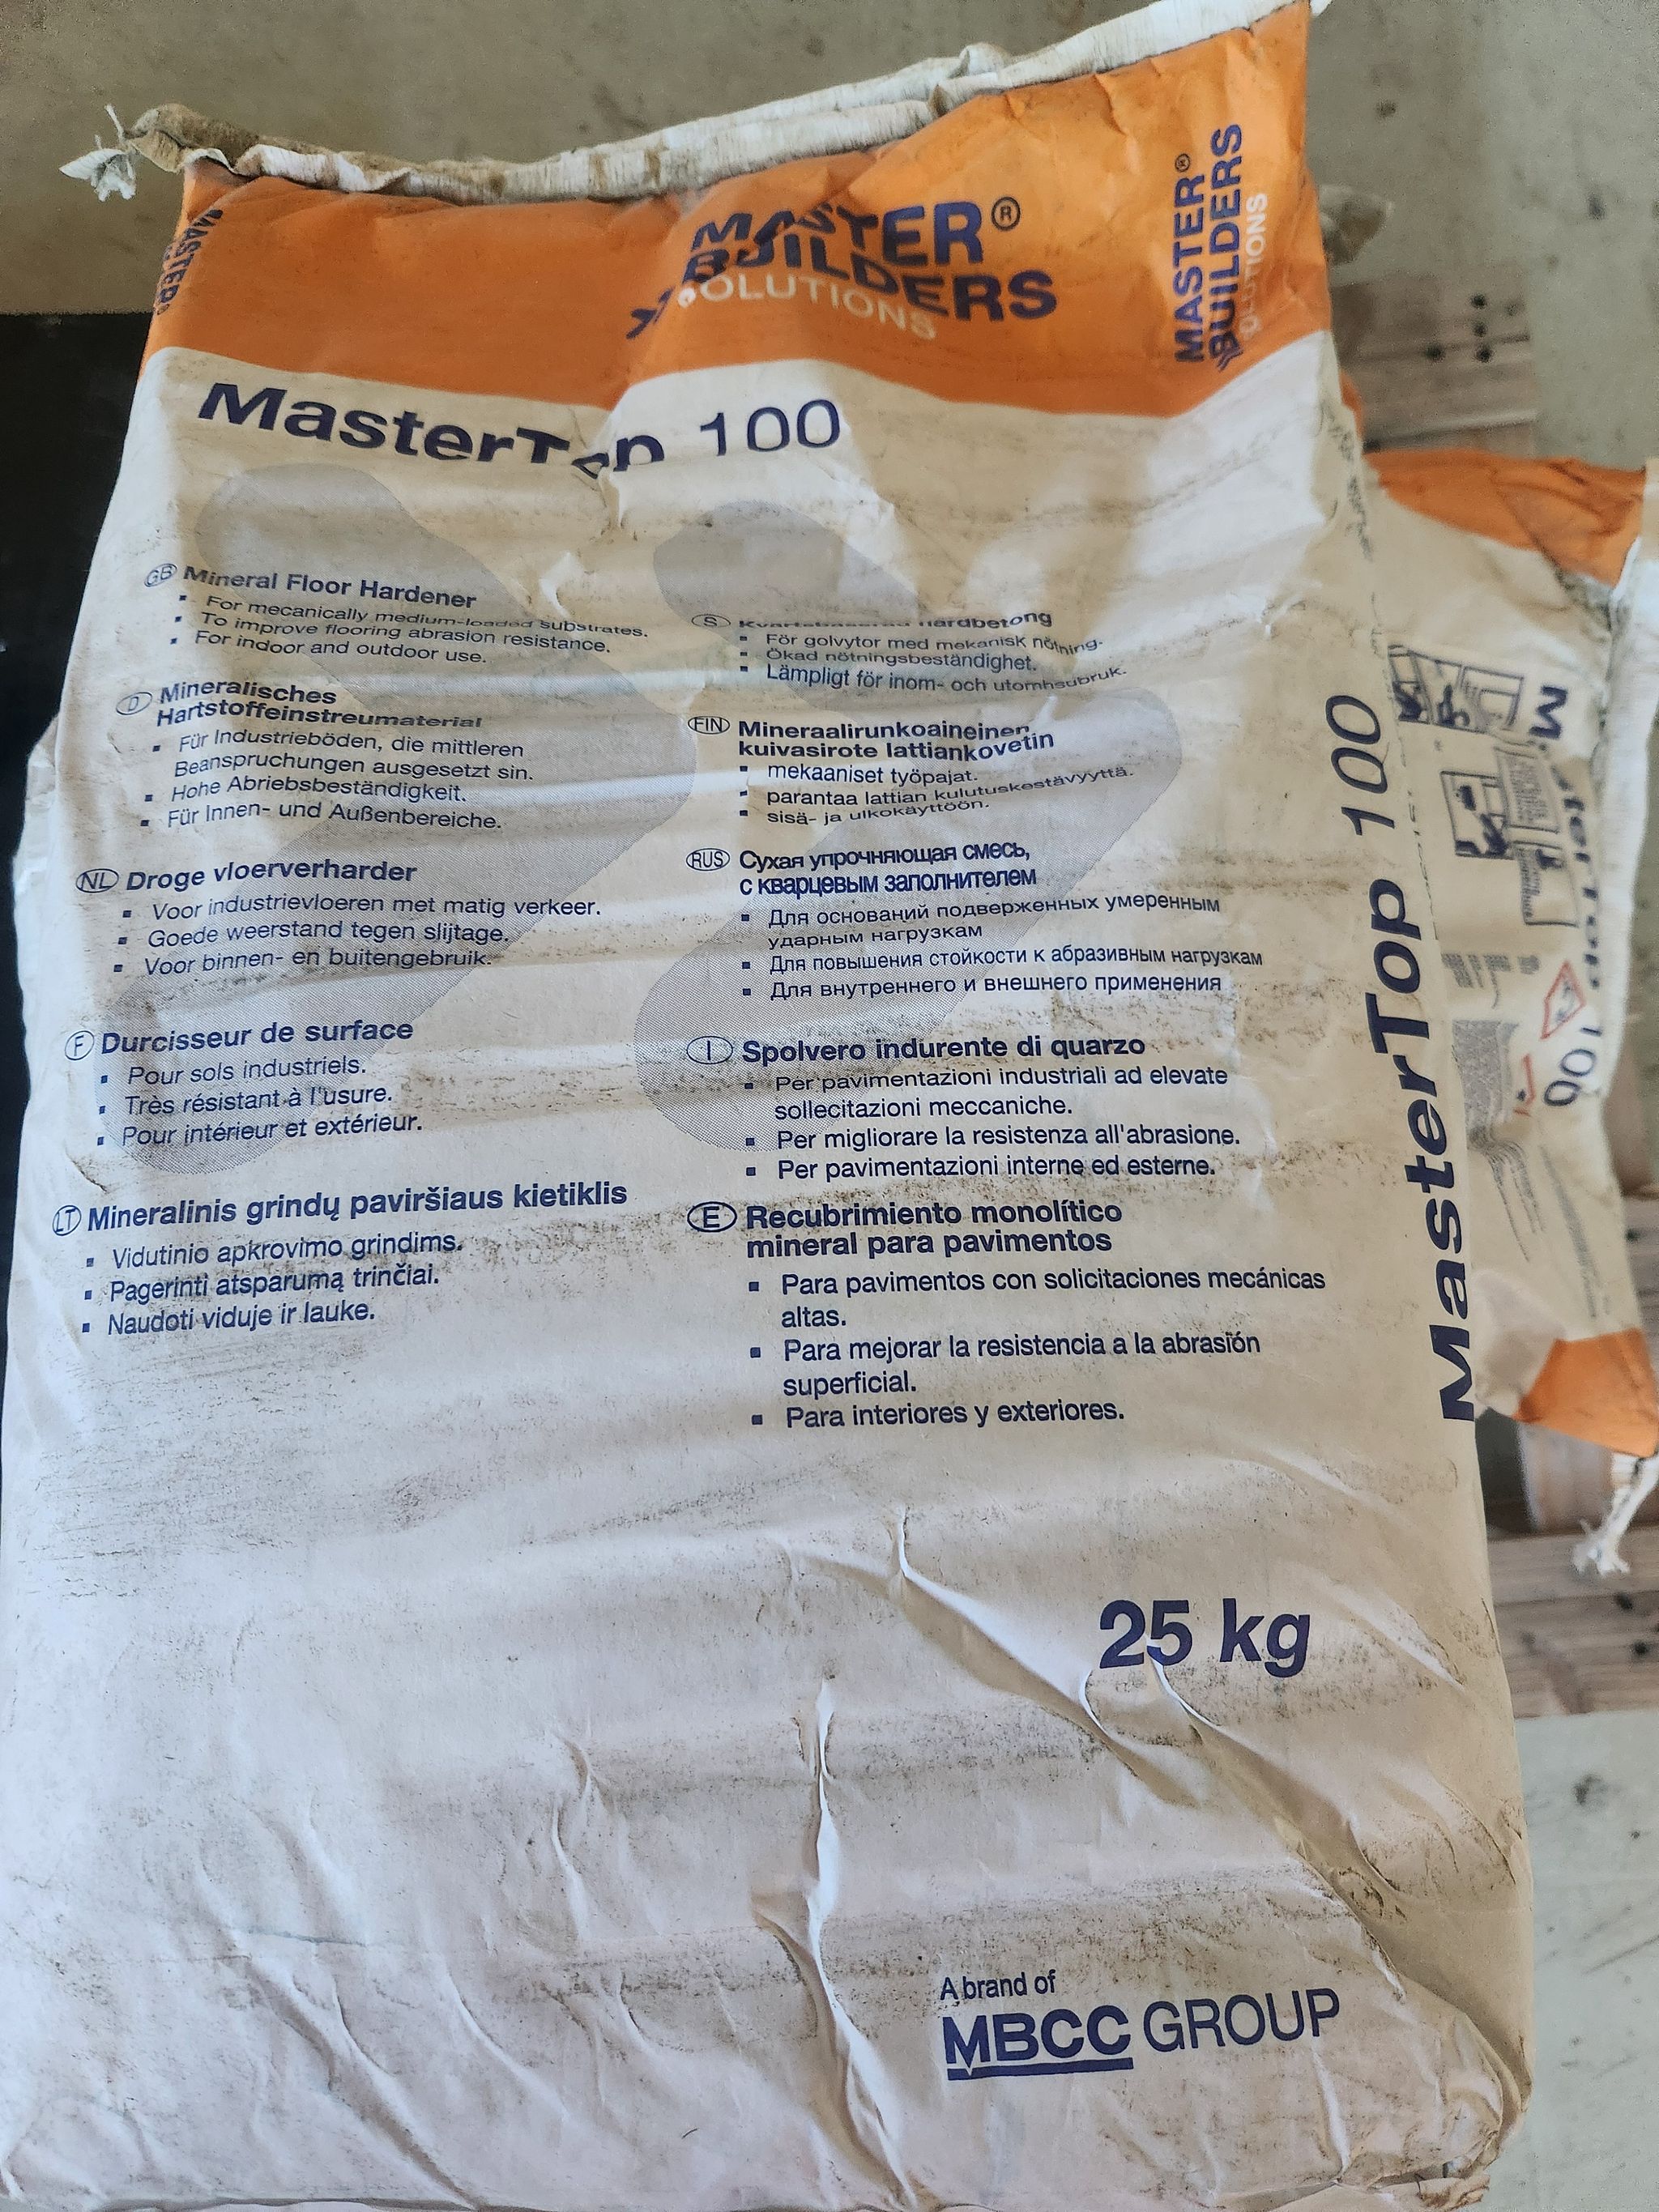 MASTER®
BUILDERS
SOLUTIONS
MASTER®
BUILDERS
SOLUTIONS
MASTER
MasterTop 100
GB Mineral Floor Hardener
▪ For mecanically medium-loaded substrates.
▪ To improve flooring abrasion resistance.
▪ For indoor and outdoor use.
D Mineralisches
Hartstoffeinstreumaterial
▪ Für Industrieböden, die mittleren
Beanspruchungen ausgesetzt sin.
▪ Hohe Abriebsbeständigkeit.
▪ Für Innen- und Außenbereiche.
NL Droge vloerverharder
▪ Voor industrievloeren met matig verkeer.
▪ Goede weerstand tegen slijtage.
▪ Voor binnen- en buitengebruik.
F Durcisseur de surface
▪ Pour sols industriels.
▪ Très résistant à l'usure.
▪ Pour intérieur et extérieur.
LT Mineralinis grindų paviršiaus kietiklis
▪ Vidutinio apkrovimo grindims.
▪ Pagerinti atsparumą trinčiai.
▪ Naudoti viduje ir lauke.
S hardbetong
▪ För golvytor med mekanisk nötning.
▪ Ökad nötningsbeständighet.
▪ Lämpligt för inom- och utomhsubruk.
FIN Mineraalirunkoaineinen
kuivasirote lattiankovetin
▪ mekaaniset työpajat.
▪ parantaa lattian kulutuskestävyyttä.
▪ sisä- ja ulkokäyttöön.
RUS Сухая упрочняющая смесь,
с кварцевым заполнителем
▪ Для оснований подверженных умеренным
ударным нагрузкам
▪ Для повышения стойкости к абразивным нагрузкам
▪ Для внутреннего и внешнего применения
I Spolvero indurente di quarzo
▪ Per pavimentazioni industriali ad elevate
sollecitazioni meccaniche.
▪ Per migliorare la resistenza all'abrasione.
▪ Per pavimentazioni interne ed esterne.
E Recubrimiento monolítico
mineral para pavimentos
▪ Para pavimentos con solicitaciones mecánicas
altas.
▪ Para mejorar la resistencia a la abrasión
superficial.
▪ Para interiores y exteriores.
MasterTop 100
100
25 kg
A brand of
MBCC GROUP